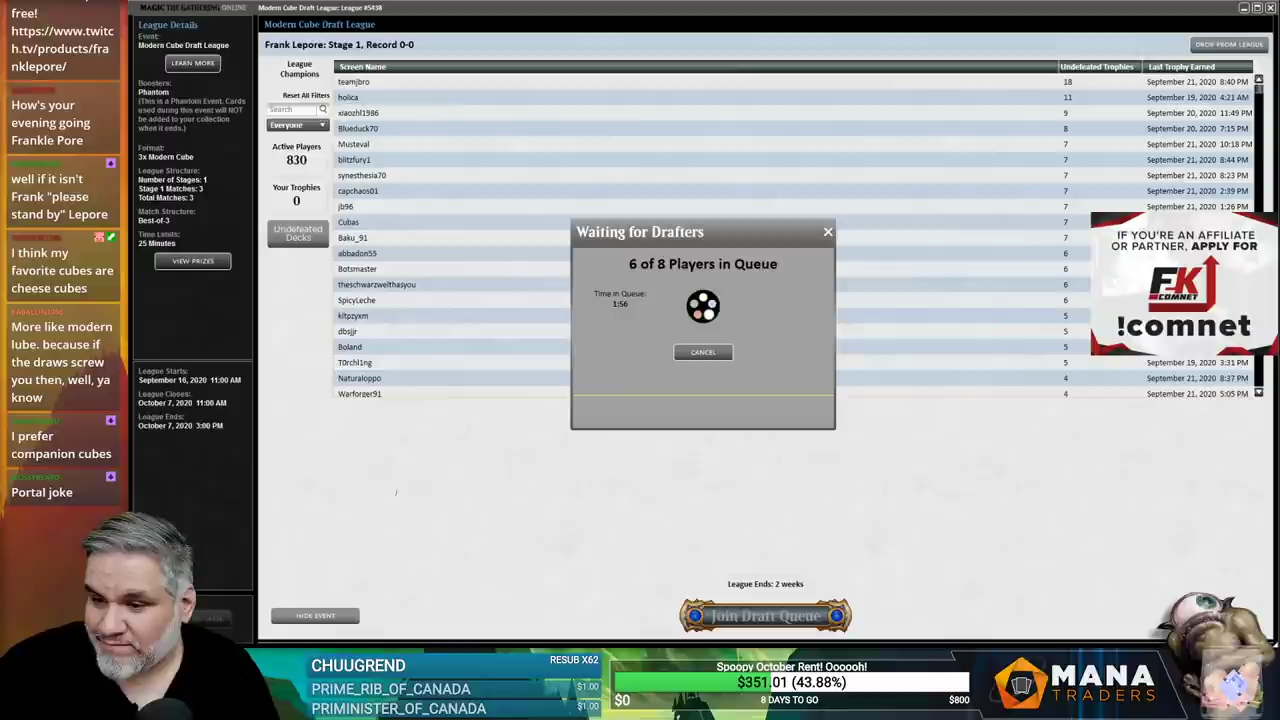 free!
https://www.twitc
h.tv/products/fra
nklepore/
How's your
evening going
Frankle Pore
well if it isn't
Frank "please
stand by" Lepore
I think my
favorite cubes are
cheese cubes
More like modern
lube. because if
the draws screw
you then, well, ya
know
I prefer
companion cubes
Portal joke
MAGIC THE GATHERING ONLINE
Modern Cube Draft League: League #5438
League Details
Event:
Modern Cube Draft League
LEARN MORE
Boosters:
Phantom
(This is a Phantom Event. Cards
used during this event will NOT
be added to your collection
when it ends.)
Format:
3x Modern Cube
League Structure:
Number of Stages: 1
Stage 1 Matches: 3
Total Matches: 3
Match Structure:
Best-of-3
Time Limits:
25 Minutes
VIEW PRIZES
League Starts:
September 16, 2020 11:00 AM
League Closes:
October 7, 2020 11:00 AM
League Ends:
October 7, 2020 3:00 PM
Modern Cube Draft League
Frank Lepore: Stage 1, Record 0-0
DROP FROM LEAGUE
League
Champions
Reset All Filters
Search
Everyone
Active Players
830
Your Trophies
0
Undefeated
Decks
Screen Name Undefeated Trophies Last Trophy Earned
teamjbro 18 September 21, 2020 8:40 PM
holica 11 September 19, 2020 4:21 AM
xiaozhl1986 9 September 20, 2020 11:49 PM
Blueduck70 8 September 20, 2020 7:15 PM
Musteval 7 September 21, 2020 10:18 PM
blitzfury1 7 September 21, 2020 8:44 PM
synesthesia70 7 September 21, 2020 8:23 PM
capchaos01 7 September 21, 2020 2:39 PM
jb96 7 September 21, 2020 1:26 PM
Cubas 7
Baku_91 7
abbadon55 6
Botsmaster 6
theschwarzwelthasyou 6
SpicyLeche 6
kltpzyxm 5
dbsjjr 5
Boland 5
T0rchl1ng 5 September 19, 2020 3:31 PM
Naturaloppo 4 September 21, 2020 8:37 PM
Warforger91 4 September 21, 2020 5:05 PM
Waiting for Drafters
6 of 8 Players in Queue
Time in Queue:
1:56
CANCEL
IF YOU'RE AN AFFILIATE
OR PARTNER, APPLY FOR
FK
COMNET
!comnet
League Ends: 2 weeks
HIDE EVENT
Join Draft Queue
CHUUGREND RESUB X62
PRIME_RIB_OF_CANADA $1.00
PRIMINISTER_OF_CANADA $1.00
Spoopy October Rent! Oooooh!
$351.01 (43.88%)
$0 8 DAYS TO GO $800
MANA
TRADERS